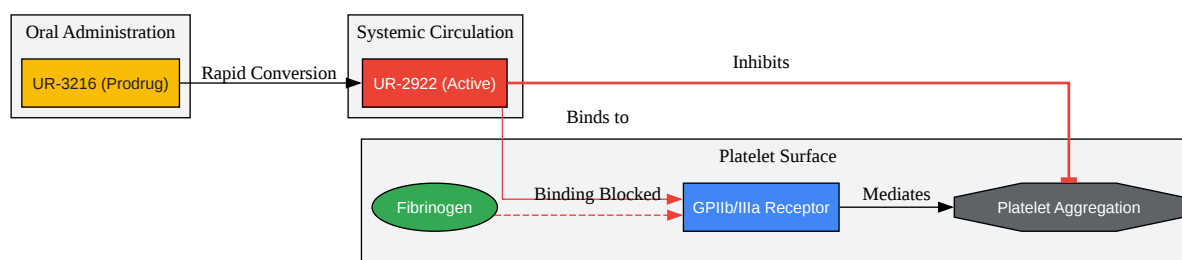 Oral Administration
UR-3216 (Prodrug)
Rapid Conversion
Systemic Circulation
UR-2922 (Active)
Inhibits
Binds to
Platelet Surface
Fibrinogen
Binding Blocked
GPIIb/IIIa Receptor
Mediates
Platelet Aggregation